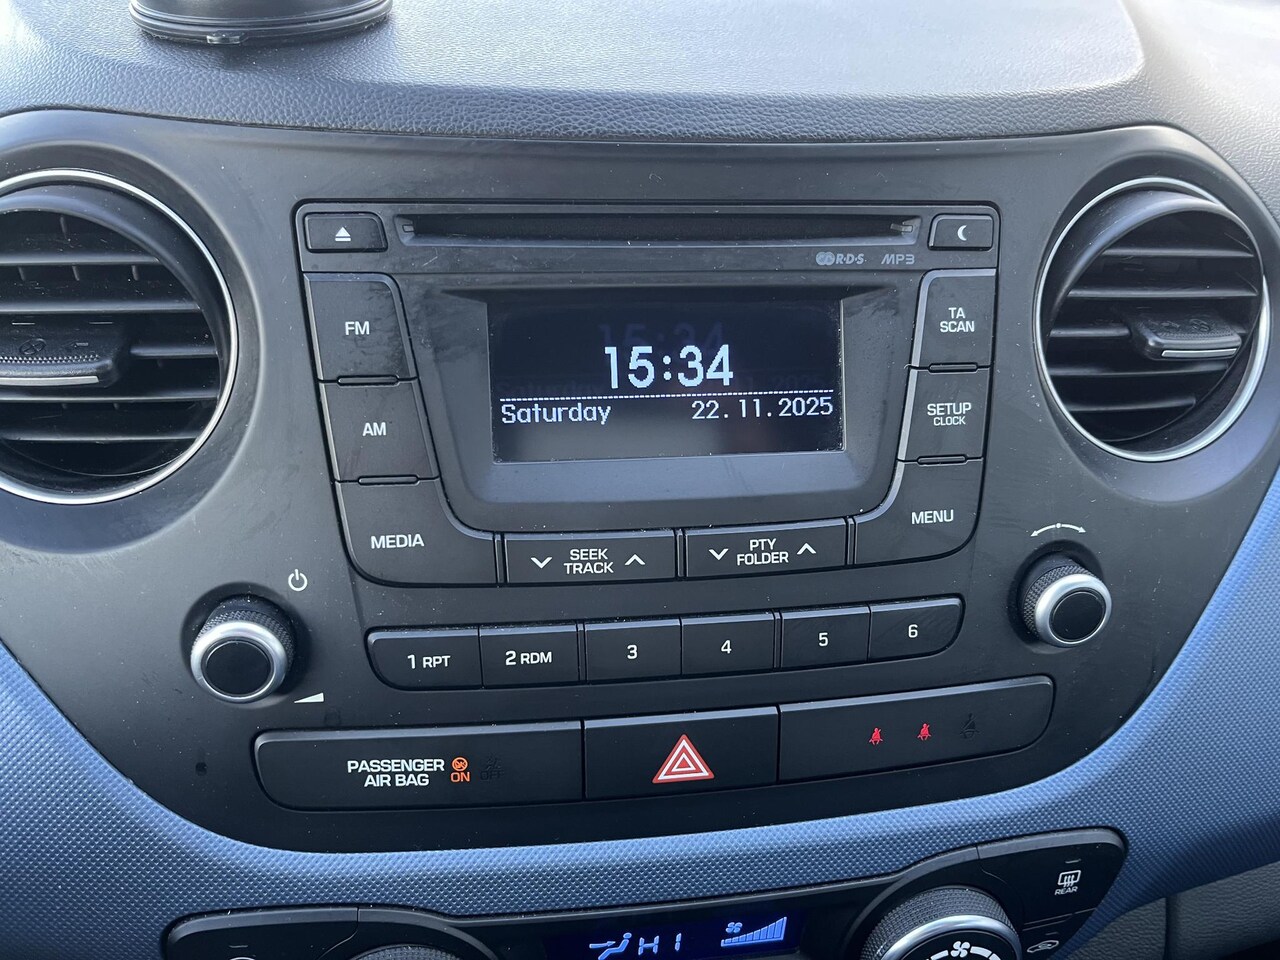 R·D·S MP3
FM
TA
SCAN
15:34
Saturday 22.11.2025
AM
SETUP
CLOCK
MEDIA
SEEK
TRACK
PTY
FOLDER
MENU
1 RPT 2 RDM 3 4 5 6
PASSENGER
AIR BAG
ON OFF
REAR
HI